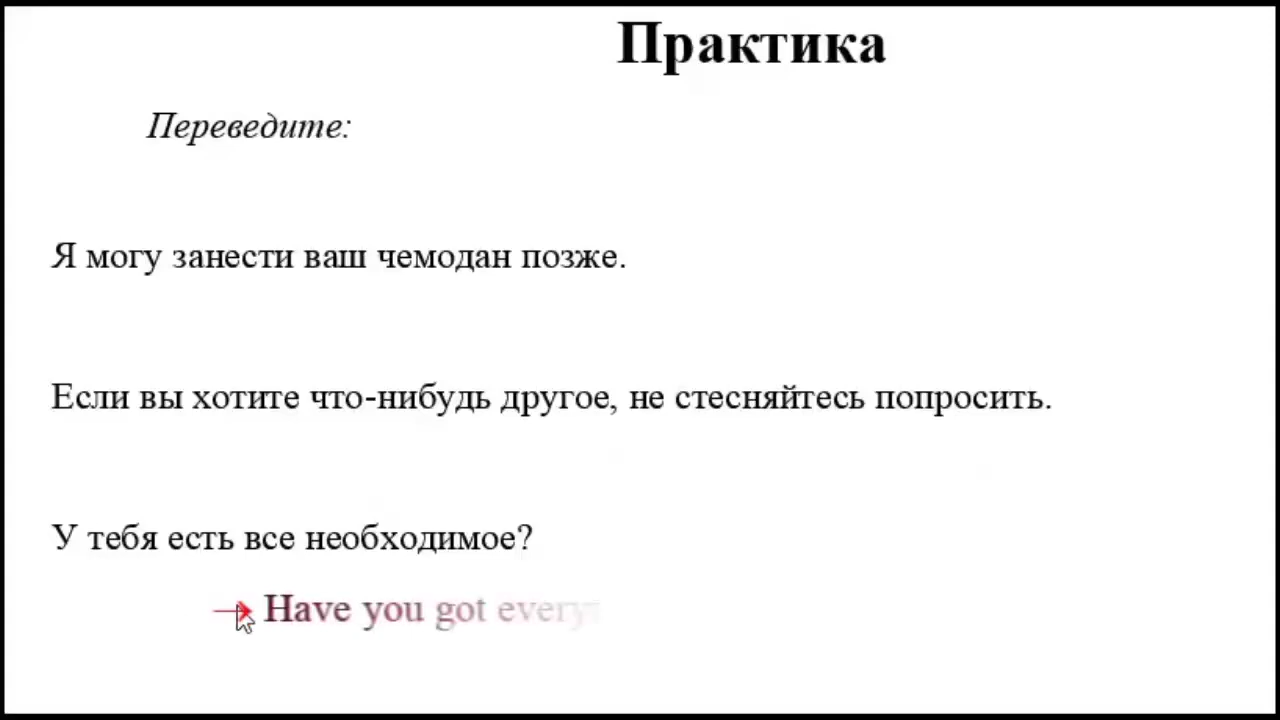 Практика
Переведите:
Я могу занести ваш чемодан позже.
Если вы хотите что-нибудь другое, не стесняйтесь попросить.
У тебя есть все необходимое?
→ Have you got